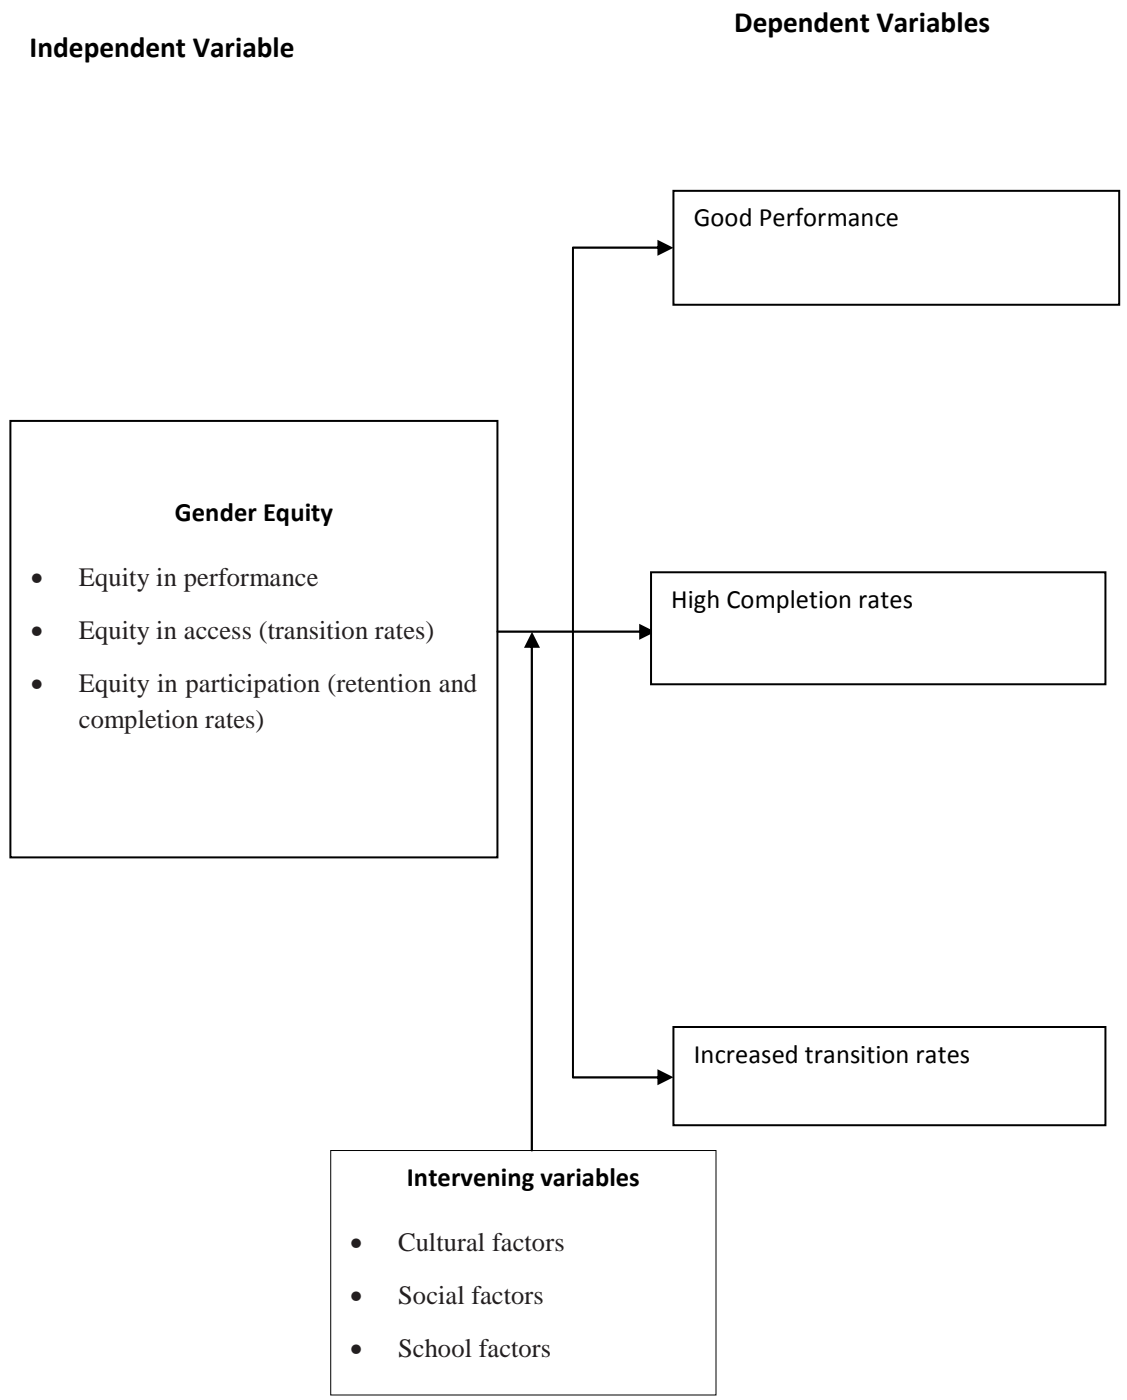 Dependent Variables
Independent Variable
Good Performance
Gender Equity
• Equity in performance
• Equity in access (transition rates)
• Equity in participation (retention and
completion rates)
High Completion rates
Increased transition rates
Intervening variables
• Cultural factors
• Social factors
• School factors